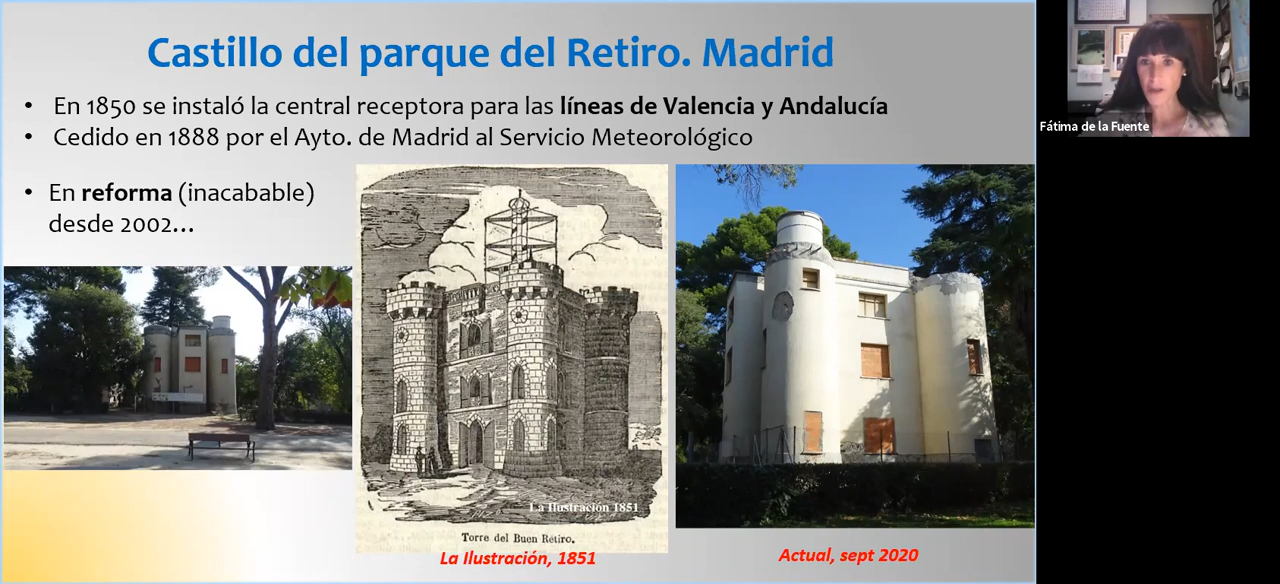 Castillo del parque del Retiro. Madrid
• En 1850 se instaló la central receptora para las líneas de Valencia y Andalucía
• Cedido en 1888 por el Ayto. de Madrid al Servicio Meteorológico
• En reforma (inacabable)
desde 2002...
La Ilustración 1851
Torre del Buen Retiro.
La Ilustración, 1851
Actual, sept 2020
Fátima de la Fuente